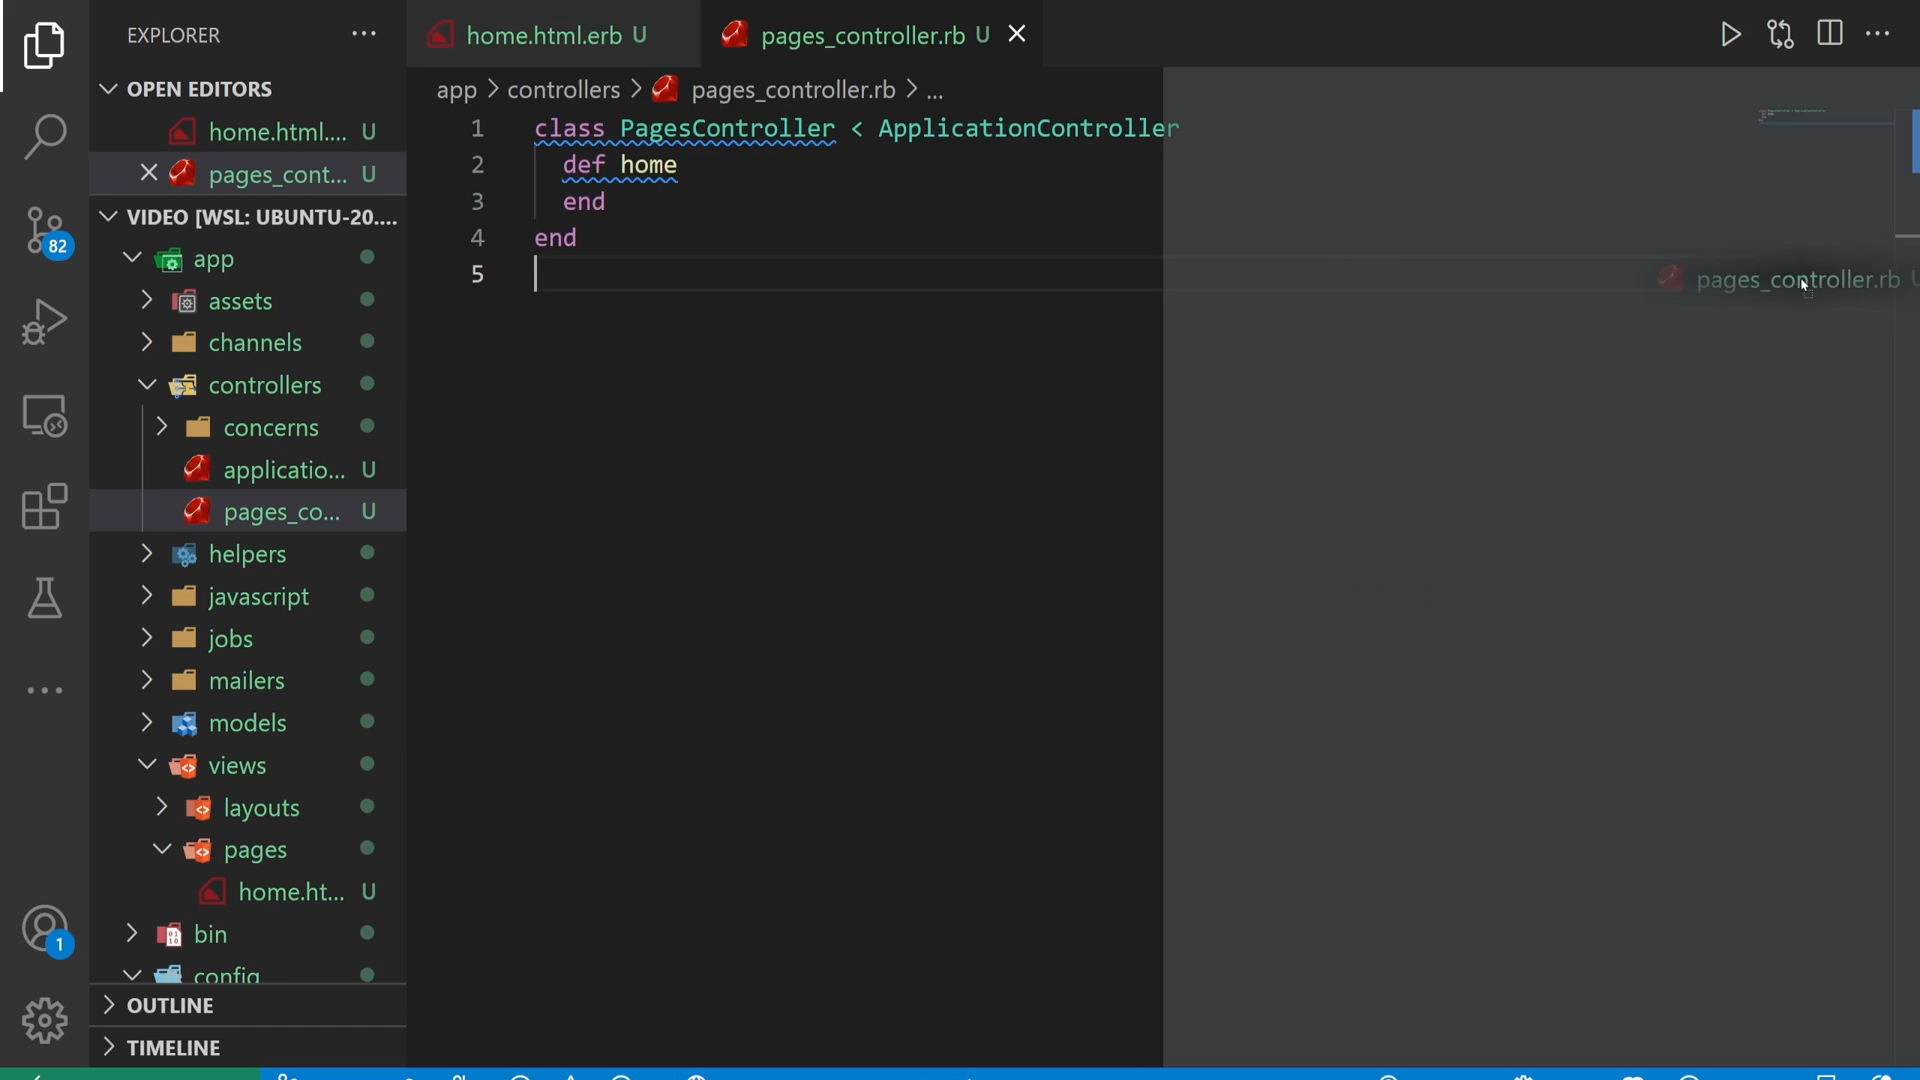 EXPLORER
home.html.erb U
pages_controller.rb U
OPEN EDITORS
home.html.... U
pages_cont... U
VIDEO [WSL: UBUNTU-20....
app
assets
channels
controllers
concerns
applicatio... U
pages_co... U
helpers
javascript
jobs
mailers
models
views
layouts
pages
home.ht... U
bin
config
OUTLINE
TIMELINE
82
1
app > controllers > pages_controller.rb > ...
1 class PagesController < ApplicationController
2 def home
3 end
4 end
5
pages_controller.rb U